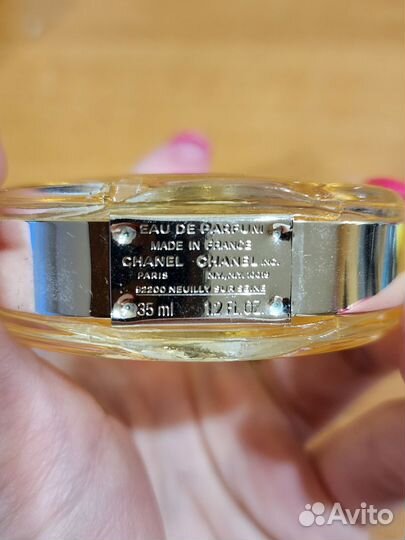 EAU DE PARFUM
MADE IN FRANCE
CHANEL - CHANEL INC.
PARIS N.Y., N.Y. 10019
92200 NEUILLY SUR SEINE
35 ml 1.2 FL. OZ.
Avito